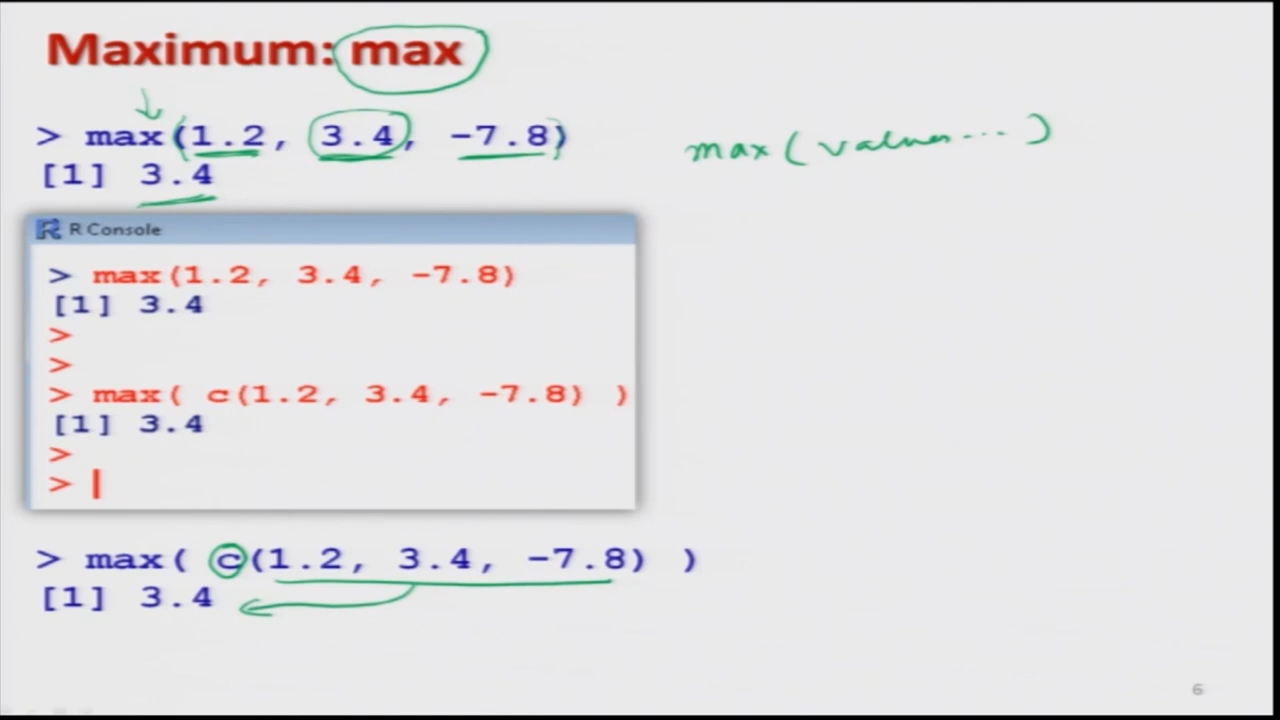 Maximum: max
> max(1.2, 3.4, -7.8)
[1] 3.4
max ( values ... )
R Console
> max(1.2, 3.4, -7.8)
[1] 3.4
>
>
> max( c(1.2, 3.4, -7.8) )
[1] 3.4
>
> |
> max( c(1.2, 3.4, -7.8) )
[1] 3.4
6